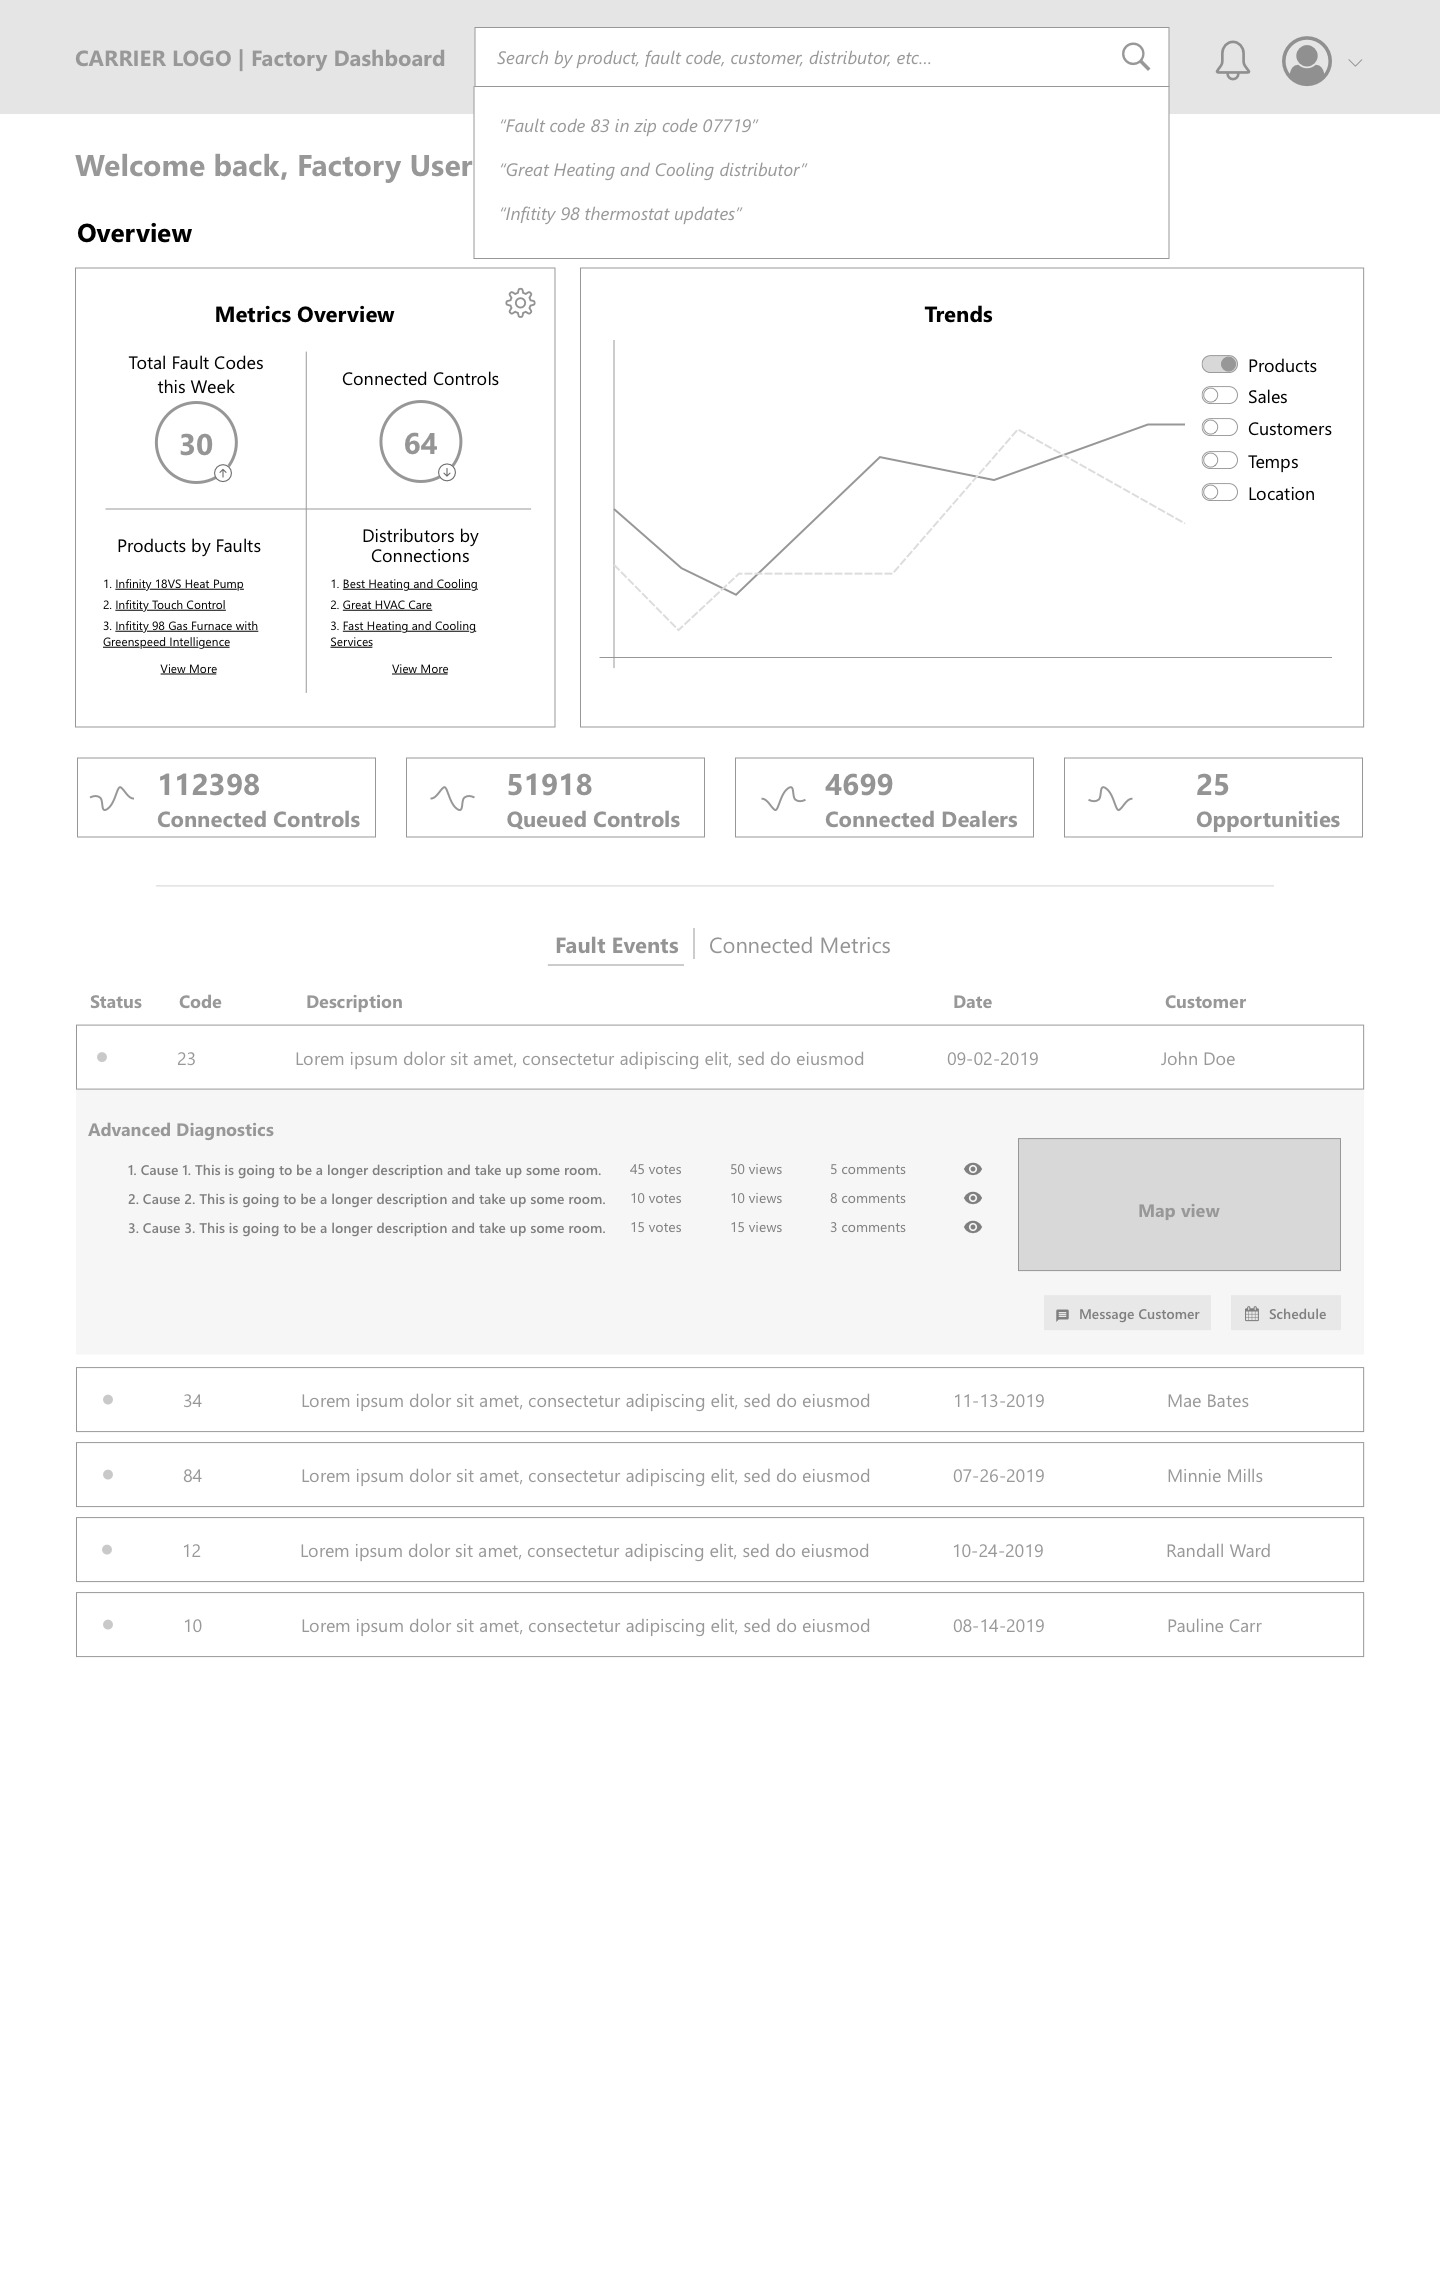 CARRIER LOGO | Factory Dashboard
Search by product, fault code, customer, distributor, etc...
“Fault code 83 in zip code 07719”
“Great Heating and Cooling distributor”
“Infitity 98 thermostat updates”
Welcome back, Factory User
Overview
Metrics Overview
Total Fault Codes
this Week
30
Connected Controls
64
Products by Faults
1. Infinity 18VS Heat Pump
2. Infitity Touch Control
3. Infitity 98 Gas Furnace with
Greenspeed Intelligence
View More
Distributors by
Connections
1. Best Heating and Cooling
2. Great HVAC Care
3. Fast Heating and Cooling
Services
View More
Trends
Products
Sales
Customers
Temps
Location
112398
Connected Controls
51918
Queued Controls
4699
Connected Dealers
25
Opportunities
Fault Events | Connected Metrics
Status Code Description Date Customer
23 Lorem ipsum dolor sit amet, consectetur adipiscing elit, sed do eiusmod 09-02-2019 John Doe
Advanced Diagnostics
1. Cause 1. This is going to be a longer description and take up some room. 45 votes 50 views 5 comments
2. Cause 2. This is going to be a longer description and take up some room. 10 votes 10 views 8 comments
3. Cause 3. This is going to be a longer description and take up some room. 15 votes 15 views 3 comments
Map view
Message Customer Schedule
34 Lorem ipsum dolor sit amet, consectetur adipiscing elit, sed do eiusmod 11-13-2019 Mae Bates
84 Lorem ipsum dolor sit amet, consectetur adipiscing elit, sed do eiusmod 07-26-2019 Minnie Mills
12 Lorem ipsum dolor sit amet, consectetur adipiscing elit, sed do eiusmod 10-24-2019 Randall Ward
10 Lorem ipsum dolor sit amet, consectetur adipiscing elit, sed do eiusmod 08-14-2019 Pauline Carr